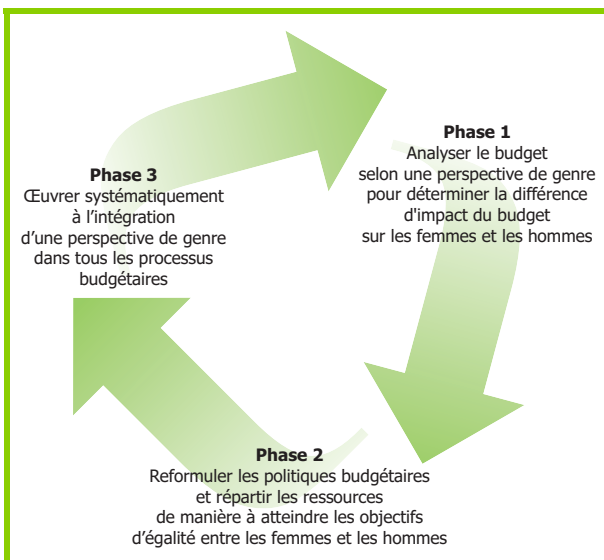 Phase 1
Analyser le budget
selon une perspective de genre
pour déterminer la différence
d'impact du budget
sur les femmes et les hommes
Phase 2
Reformuler les politiques budgétaires
et répartir les ressources
de manière à atteindre les objectifs
d'égalité entre les femmes et les hommes
Phase 3
Œuvrer systématiquement
à l'intégration
d'une perspective de genre
dans tous les processus
budgétaires